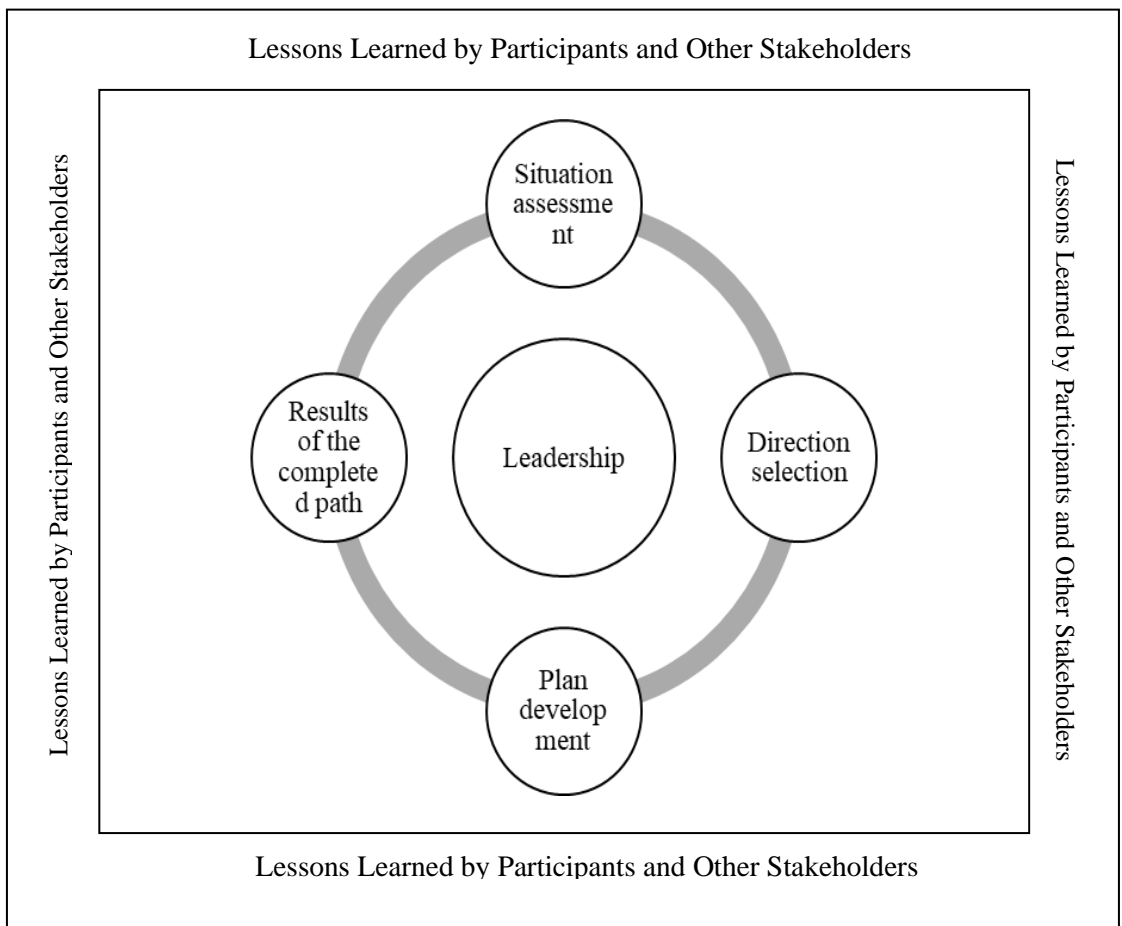 Lessons Learned by Participants and Other Stakeholders
Situation
assessme
nt
Lessons Learned by Participants and Other Stakeholders
Results
of the
complete
d path
Leadership
Direction
selection
Lessons Learned by Participants and Other Stakeholders
Plan
develop
ment
Lessons Learned by Participants and Other Stakeholders